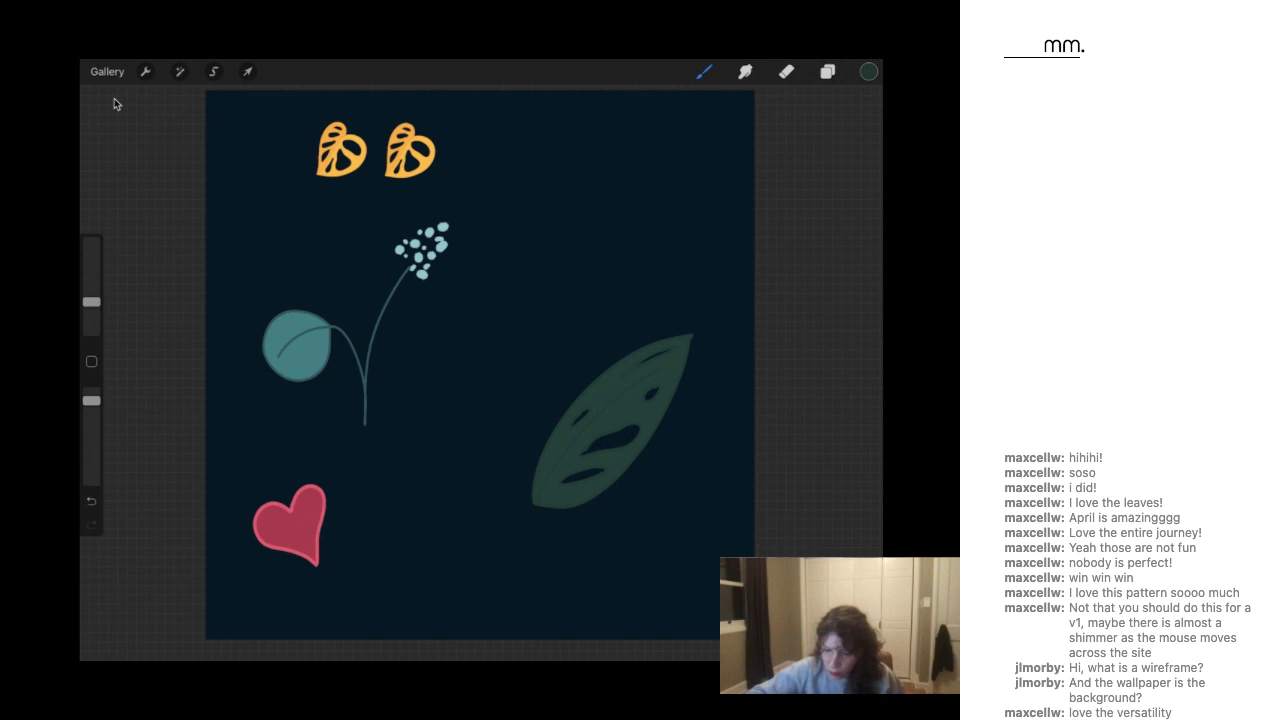 mm.
Gallery
maxcellw: hihihi!
maxcellw: soso
maxcellw: i did!
maxcellw: I love the leaves!
maxcellw: April is amazingggg
maxcellw: Love the entire journey!
maxcellw: Yeah those are not fun
maxcellw: nobody is perfect!
maxcellw: win win win
maxcellw: I love this pattern soooo much
maxcellw: Not that you should do this for a
v1, maybe there is almost a
shimmer as the mouse moves
across the site
jlmorby: Hi, what is a wireframe?
jlmorby: And the wallpaper is the
background?
maxcellw: love the versatility